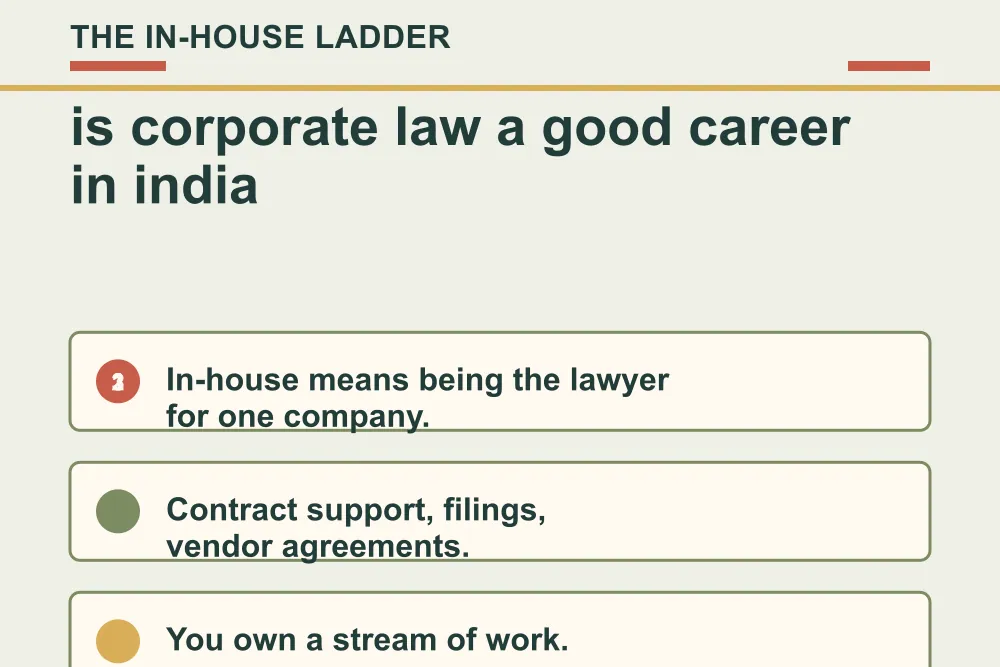 THE IN-HOUSE LADDER
is corporate law a good career
in india
In-house means being the lawyer
for one company.
Contract support, filings,
vendor agreements.
You own a stream of work.